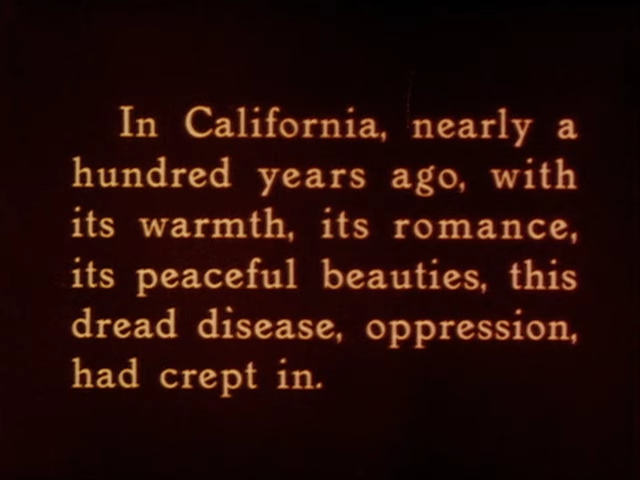 In California, nearly a
hundred years ago, with
its warmth, its romance,
its peaceful beauties, this
dread disease, oppression,
had crept in.